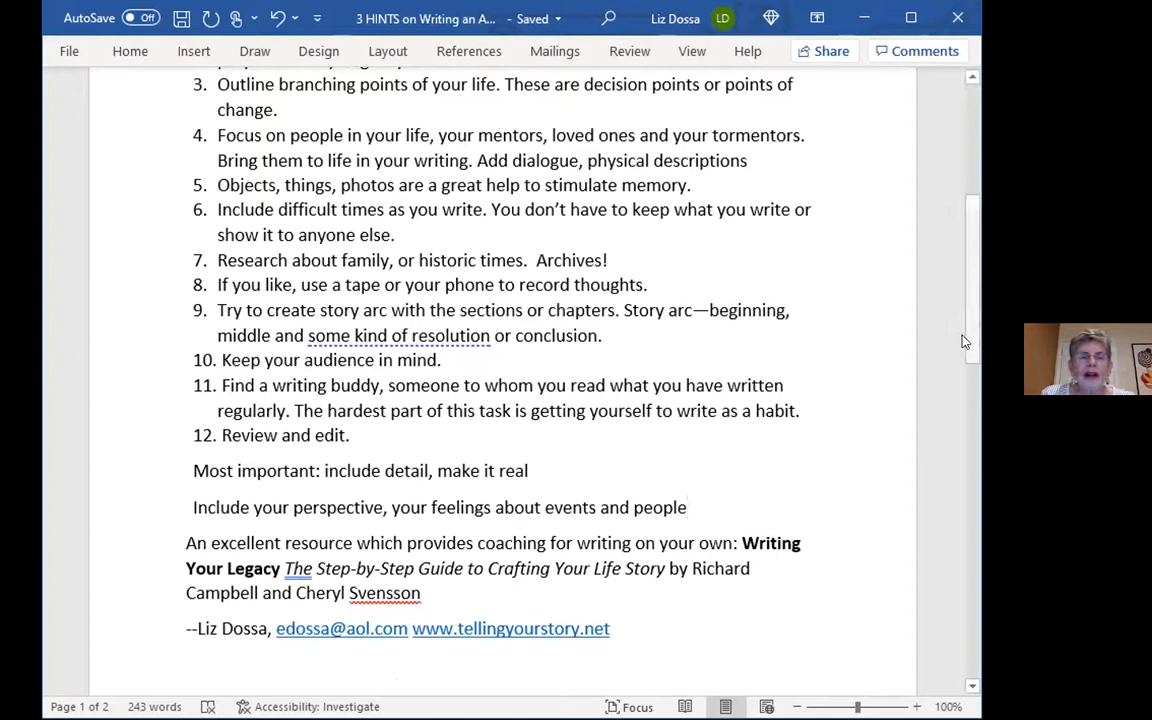 AutoSave Off 3 HINTS on Writing an A... - Saved Liz Dossa LD
File Home Insert Draw Design Layout References Mailings Review View Help Share Comments
3. Outline branching points of your life. These are decision points or points of
change.
4. Focus on people in your life, your mentors, loved ones and your tormentors.
Bring them to life in your writing. Add dialogue, physical descriptions
5. Objects, things, photos are a great help to stimulate memory.
6. Include difficult times as you write. You don’t have to keep what you write or
show it to anyone else.
7. Research about family, or historic times. Archives!
8. If you like, use a tape or your phone to record thoughts.
9. Try to create story arc with the sections or chapters. Story arc—beginning,
middle and some kind of resolution or conclusion.
10. Keep your audience in mind.
11. Find a writing buddy, someone to whom you read what you have written
regularly. The hardest part of this task is getting yourself to write as a habit.
12. Review and edit.
Most important: include detail, make it real
Include your perspective, your feelings about events and people
An excellent resource which provides coaching for writing on your own: Writing
Your Legacy The Step-by-Step Guide to Crafting Your Life Story by Richard
Campbell and Cheryl Svensson
--Liz Dossa, edossa@aol.com www.tellingyourstory.net
Page 1 of 2 243 words Accessibility: Investigate Focus 100%